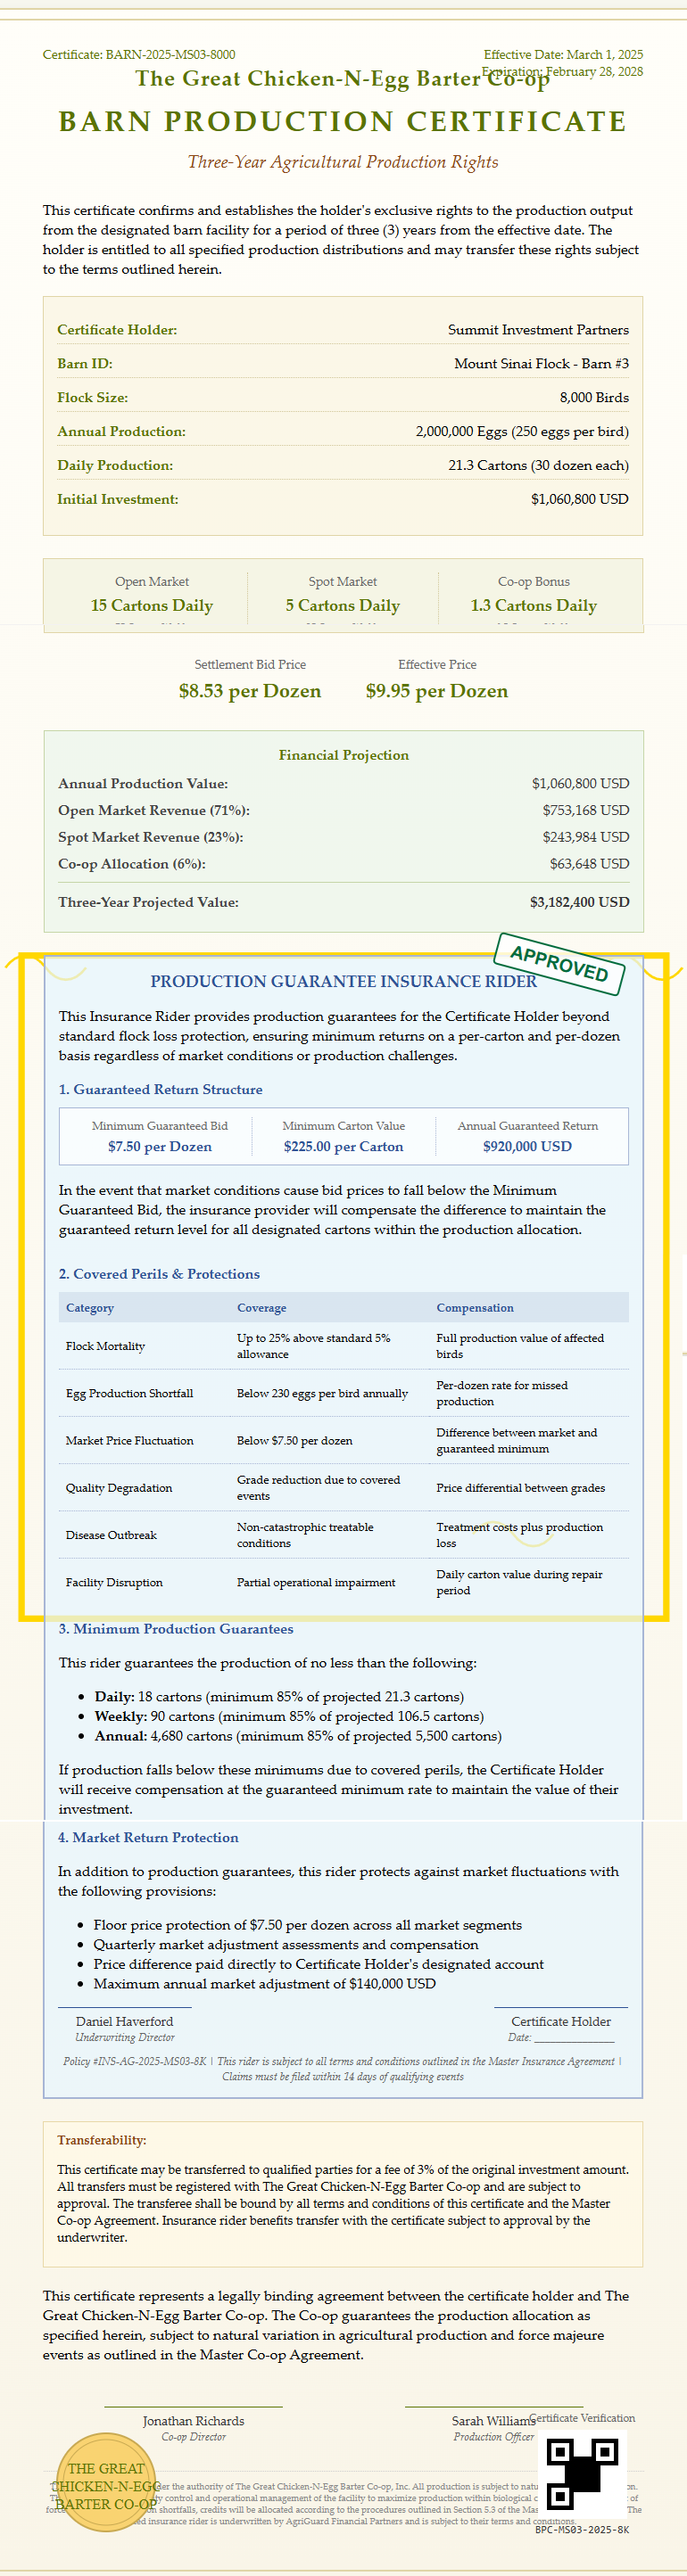 Certificate: BARN-2025-MS03-8000
Effective Date: March 1, 2025
Expiration: February 28, 2028
The Great Chicken-N-Egg Barter Co-op
BARN PRODUCTION CERTIFICATE
Three-Year Agricultural Production Rights
This certificate confirms and establishes the holder's exclusive rights to the production output
from the designated barn facility for a period of three (3) years from the effective date. The
holder is entitled to all specified production distributions and may transfer these rights subject
to the terms outlined herein.
Certificate Holder: Summit Investment Partners
Barn ID: Mount Sinai Flock - Barn #3
Flock Size: 8,000 Birds
Annual Production: 2,000,000 Eggs (250 eggs per bird)
Daily Production: 21.3 Cartons (30 dozen each)
Initial Investment: $1,060,800 USD
Open Market Spot Market Co-op Bonus
15 Cartons Daily 5 Cartons Daily 1.3 Cartons Daily
Settlement Bid Price Effective Price
$8.53 per Dozen $9.95 per Dozen
Financial Projection
Annual Production Value: $1,060,800 USD
Open Market Revenue (71%): $753,168 USD
Spot Market Revenue (23%): $243,984 USD
Co-op Allocation (6%): $63,648 USD
Three-Year Projected Value: $3,182,400 USD
APPROVED
PRODUCTION GUARANTEE INSURANCE RIDER
This Insurance Rider provides production guarantees for the Certificate Holder beyond
standard flock loss protection, ensuring minimum returns on a per-carton and per-dozen
basis regardless of market conditions or production challenges.
1. Guaranteed Return Structure
Minimum Guaranteed Bid Minimum Carton Value Annual Guaranteed Return
$7.50 per Dozen $225.00 per Carton $920,000 USD
In the event that market conditions cause bid prices to fall below the Minimum
Guaranteed Bid, the insurance provider will compensate the difference to maintain the
guaranteed return level for all designated cartons within the production allocation.
2. Covered Perils & Protections
Category Coverage Compensation
Flock Mortality
Up to 25% above standard 5%
allowance
Full production value of affected
birds
Egg Production Shortfall
Below 230 eggs per bird annually
Per-dozen rate for missed
production
Market Price Fluctuation
Below $7.50 per dozen
Difference between market and
guaranteed minimum
Quality Degradation
Grade reduction due to covered
events
Price differential between grades
Disease Outbreak
Non-catastrophic treatable
conditions
Treatment costs plus production
loss
Facility Disruption
Partial operational impairment
Daily carton value during repair
period
3. Minimum Production Guarantees
This rider guarantees the production of no less than the following:
• Daily: 18 cartons (minimum 85% of projected 21.3 cartons)
• Weekly: 90 cartons (minimum 85% of projected 106.5 cartons)
• Annual: 4,680 cartons (minimum 85% of projected 5,500 cartons)
If production falls below these minimums due to covered perils, the Certificate Holder
will receive compensation at the guaranteed minimum rate to maintain the value of their
investment.
4. Market Return Protection
In addition to production guarantees, this rider protects against market fluctuations with
the following provisions:
• Floor price protection of $7.50 per dozen across all market segments
• Quarterly market adjustment assessments and compensation
• Price difference paid directly to Certificate Holder's designated account
• Maximum annual market adjustment of $140,000 USD
Daniel Haverford
Underwriting Director
Certificate Holder
Date: _______________
Policy #INS-AG-2025-MS03-8K | This rider is subject to all terms and conditions outlined in the Master Insurance Agreement |
Claims must be filed within 14 days of qualifying events
Transferability:
This certificate may be transferred to qualified parties for a fee of 3% of the original investment amount.
All transfers must be registered with The Great Chicken-N-Egg Barter Co-op and are subject to
approval. The transferee shall be bound by all terms and conditions of this certificate and the Master
Co-op Agreement. Insurance rider benefits transfer with the certificate subject to approval by the
underwriter.
This certificate represents a legally binding agreement between the certificate holder and The
Great Chicken-N-Egg Barter Co-op. The Co-op guarantees the production allocation as
specified herein, subject to natural variation in agricultural production and force majeure
events as outlined in the Master Co-op Agreement.
Jonathan Richards
Co-op Director
Sarah Williams
Production Officer
Certificate Verification
THE GREAT
CHICKEN-N-EGG
BARTER CO-OP
the authority of The Great Chicken-N-Egg Barter Co-op, Inc. All production is subject to
control and operational management of the facility to maximize production within biological
shortfalls, credits will be allocated according to the procedures outlined in Section 5.3 of the The
insurance rider is underwritten by AgriGuard Financial Partners and is subject to their terms and conditions.
BPC-MS03-2025-8K